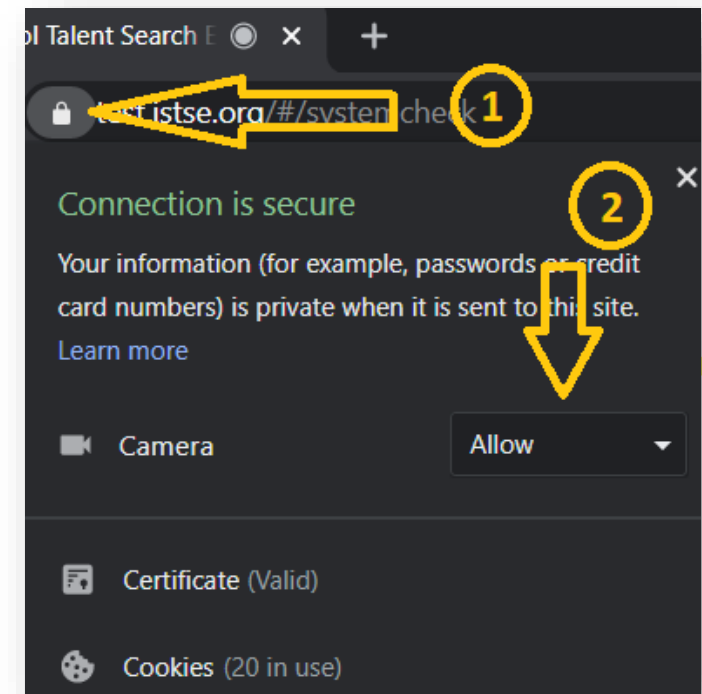 ol Talent Search E
test.istse.org/#/systemcheck
1
Connection is secure
2
Your information (for example, passwords or credit
card numbers) is private when it is sent to this site.
Learn more
Camera
Allow
Certificate (Valid)
Cookies (20 in use)